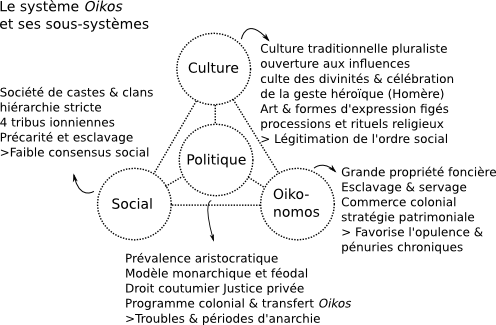 Le système Oikos
et ses sous-systèmes
Culture
Culture traditionnelle pluraliste
ouverture aux influences
culte des divinités & célébration
de la geste héroïque (Homère)
Art & formes d'expression figés
processions et rituels religieux
> Légitimation de l'ordre social
Société de castes & clans
hiérarchie stricte
4 tribus ionniennes
Précarité et esclavage
>Faible consensus social
Politique
Social
Oiko-
nomos
Grande propriété foncière
Esclavage & servage
Commerce colonial
stratégie patrimoniale
> Favorise l'opulence &
pénuries chroniques
Prévalence aristocratique
Modèle monarchique et féodal
Droit coutumier Justice privée
Programme colonial & transfert Oikos
>Troubles & périodes d'anarchie